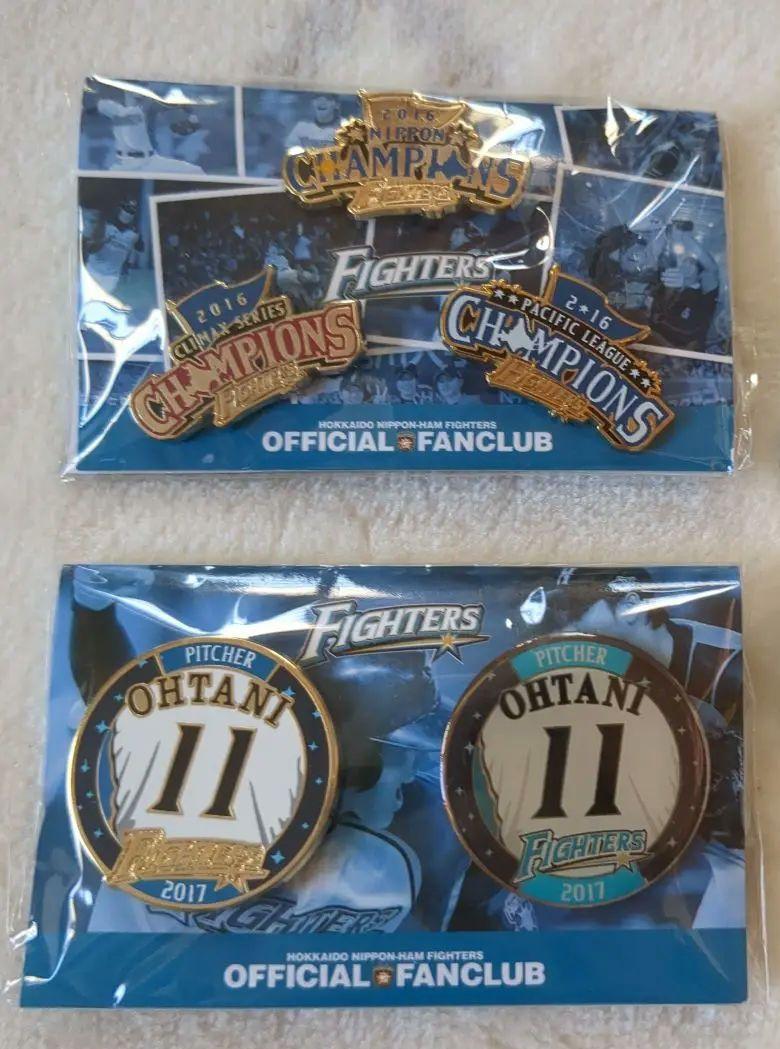 2016
NIPPON
CHAMPIONS
FIGHTERS
FIGHTERS
2016
CLIMAX SERIES
CHAMPIONS
FIGHTERS
2016
PACIFIC LEAGUE
CHAMPIONS
FIGHTERS
HOKKAIDO NIPPON-HAM FIGHTERS
OFFICIAL FANCLUB
FIGHTERS
PITCHER
OHTANI
11
FIGHTERS
2017
PITCHER
OHTANI
11
FIGHTERS
2017
FIGHTERS
HOKKAIDO NIPPON-HAM FIGHTERS
OFFICIAL FANCLUB